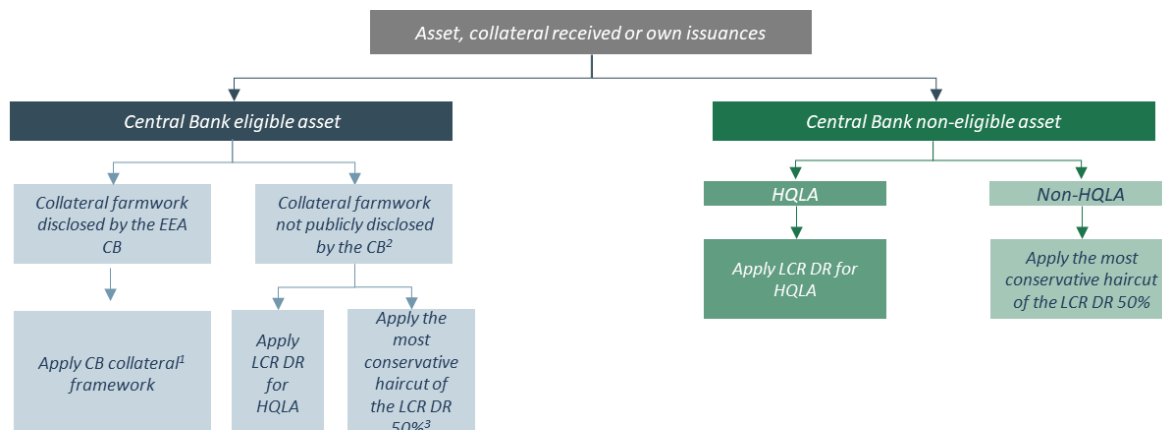 Asset, collateral received or own issuances
Central Bank eligible asset
Central Bank non-eligible asset
Collateral farmwork
disclosed by the EEA
CB
Collateral farmwork
not publicly disclosed
by the CB²
HQLA
Non-HQLA
Apply LCR DR for
HQLA
Apply the most
conservative haircut
of the LCR DR 50%
Apply CB collateral¹
framework
Apply
LCR DR
for
HQLA
Apply the
most
conservative
haircut of
the LCR DR
50%³